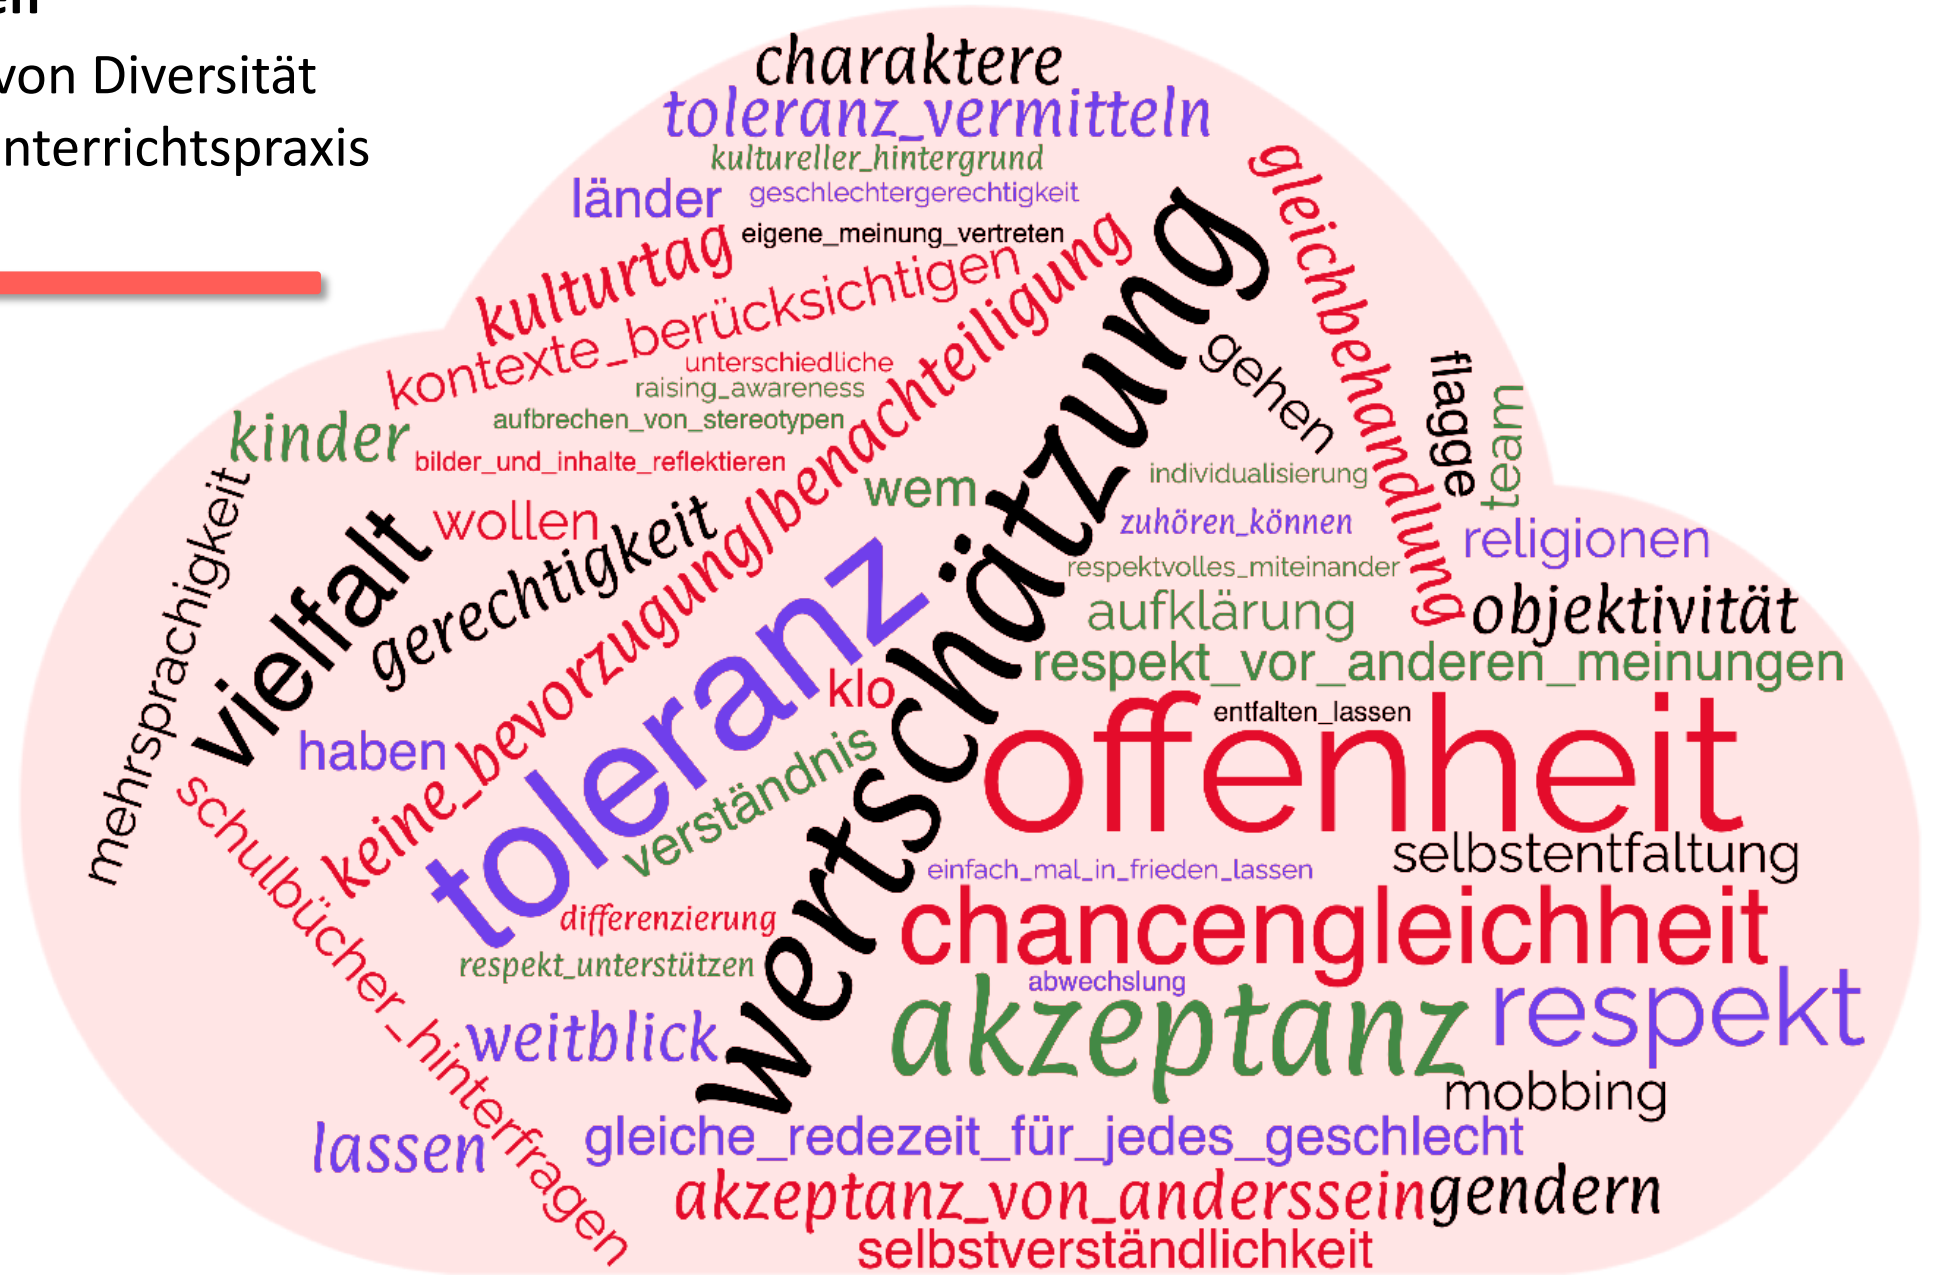 von Diversität
nterrichtspraxis
charaktere
toleranz_vermitteln
kultureller_hintergrund
länder
geschlechtergerechtigkeit
eigene_meinung_vertreten
kulturtag
kontexte_berücksichtigen
gleichbehandlung
unterschiedliche
raising_awareness
aufbrechen_von_stereotypen
kinder
bilder_und_inhalte_reflektieren
keine_bevorzugung/benachteiligung
wertschätzung
gehen
flagge
team
wem
individualisierung
zuhören_können
religionen
respektvolles_miteinander
aufklärung
objektivität
respekt_vor_anderen_meinungen
mehrsprachigkeit
vielfalt
wollen
gerechtigkeit
haben
toleranz
klo
verständnis
entfalten_lassen
offenheit
selbstentfaltung
einfach_mal_in_frieden_lassen
chancengleichheit
schulbücher_hinterfragen
differenzierung
respekt_unterstützen
abwechslung
akzeptanz
respekt
weitblick
mobbing
lassen
gleiche_redezeit_für_jedes_geschlecht
akzeptanz_von_anderssein
gendern
selbstverständlichkeit